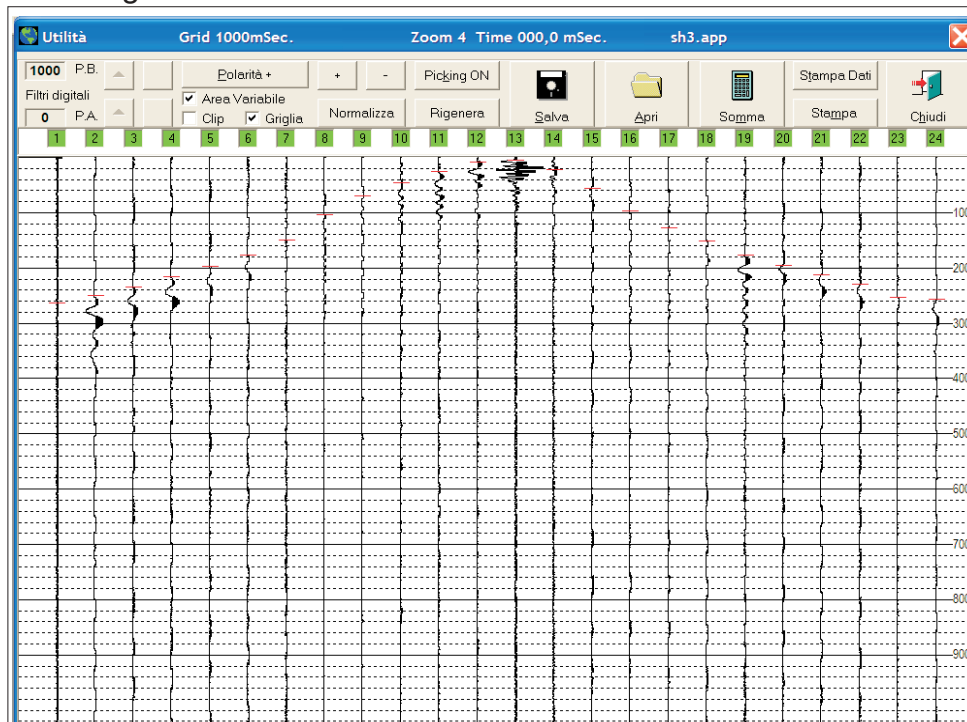 Utilità Grid 1000mSec. Zoom 4 Time 000,0 mSec. sh3.app
1000 P.B. Polarità + + - Picking ON Stampa Dati
Filtri digitali Area Variabile
0 P.A. Clip Griglia Normalizza Rigenera Salva Apri Somma Stampa Chiudi
1 2 3 4 5 6 7 8 9 10 11 12 13 14 15 16 17 18 19 20 21 22 23 24
100
200
300
400
500
600
700
800
900